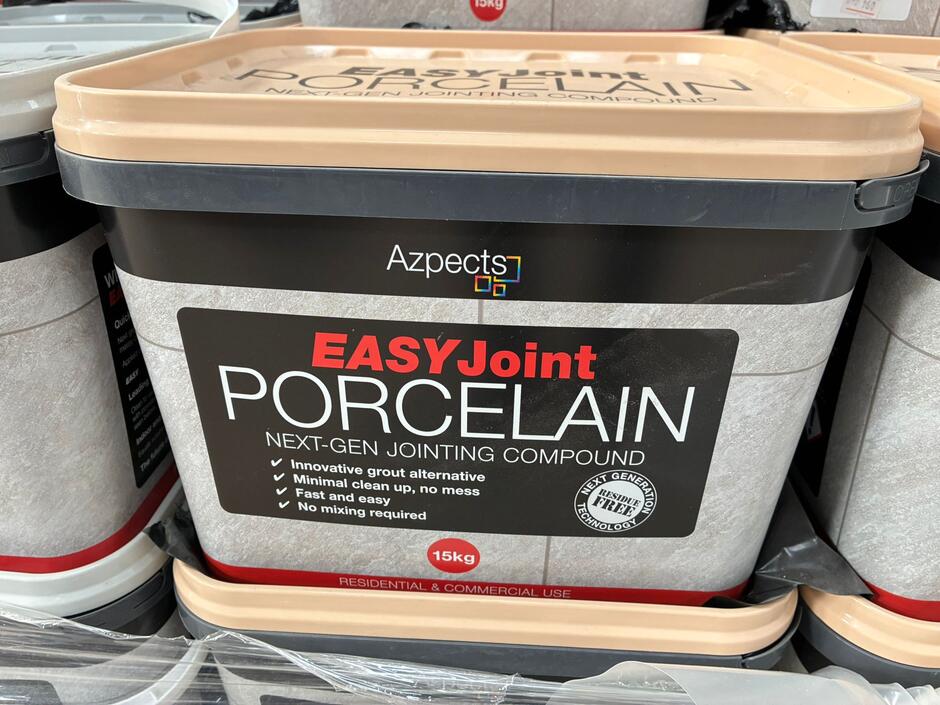 15kg
EASYJoint
PORCELAIN
NEXT-GEN JOINTING COMPOUND
Azpects
EASYJoint
PORCELAIN
NEXT-GEN JOINTING COMPOUND
Innovative grout alternative
Minimal clean up, no mess
Fast and easy
No mixing required
NEXT GENERATION
RESIDUE
FREE
TECHNOLOGY
15kg
RESIDENTIAL & COMMERCIAL USE